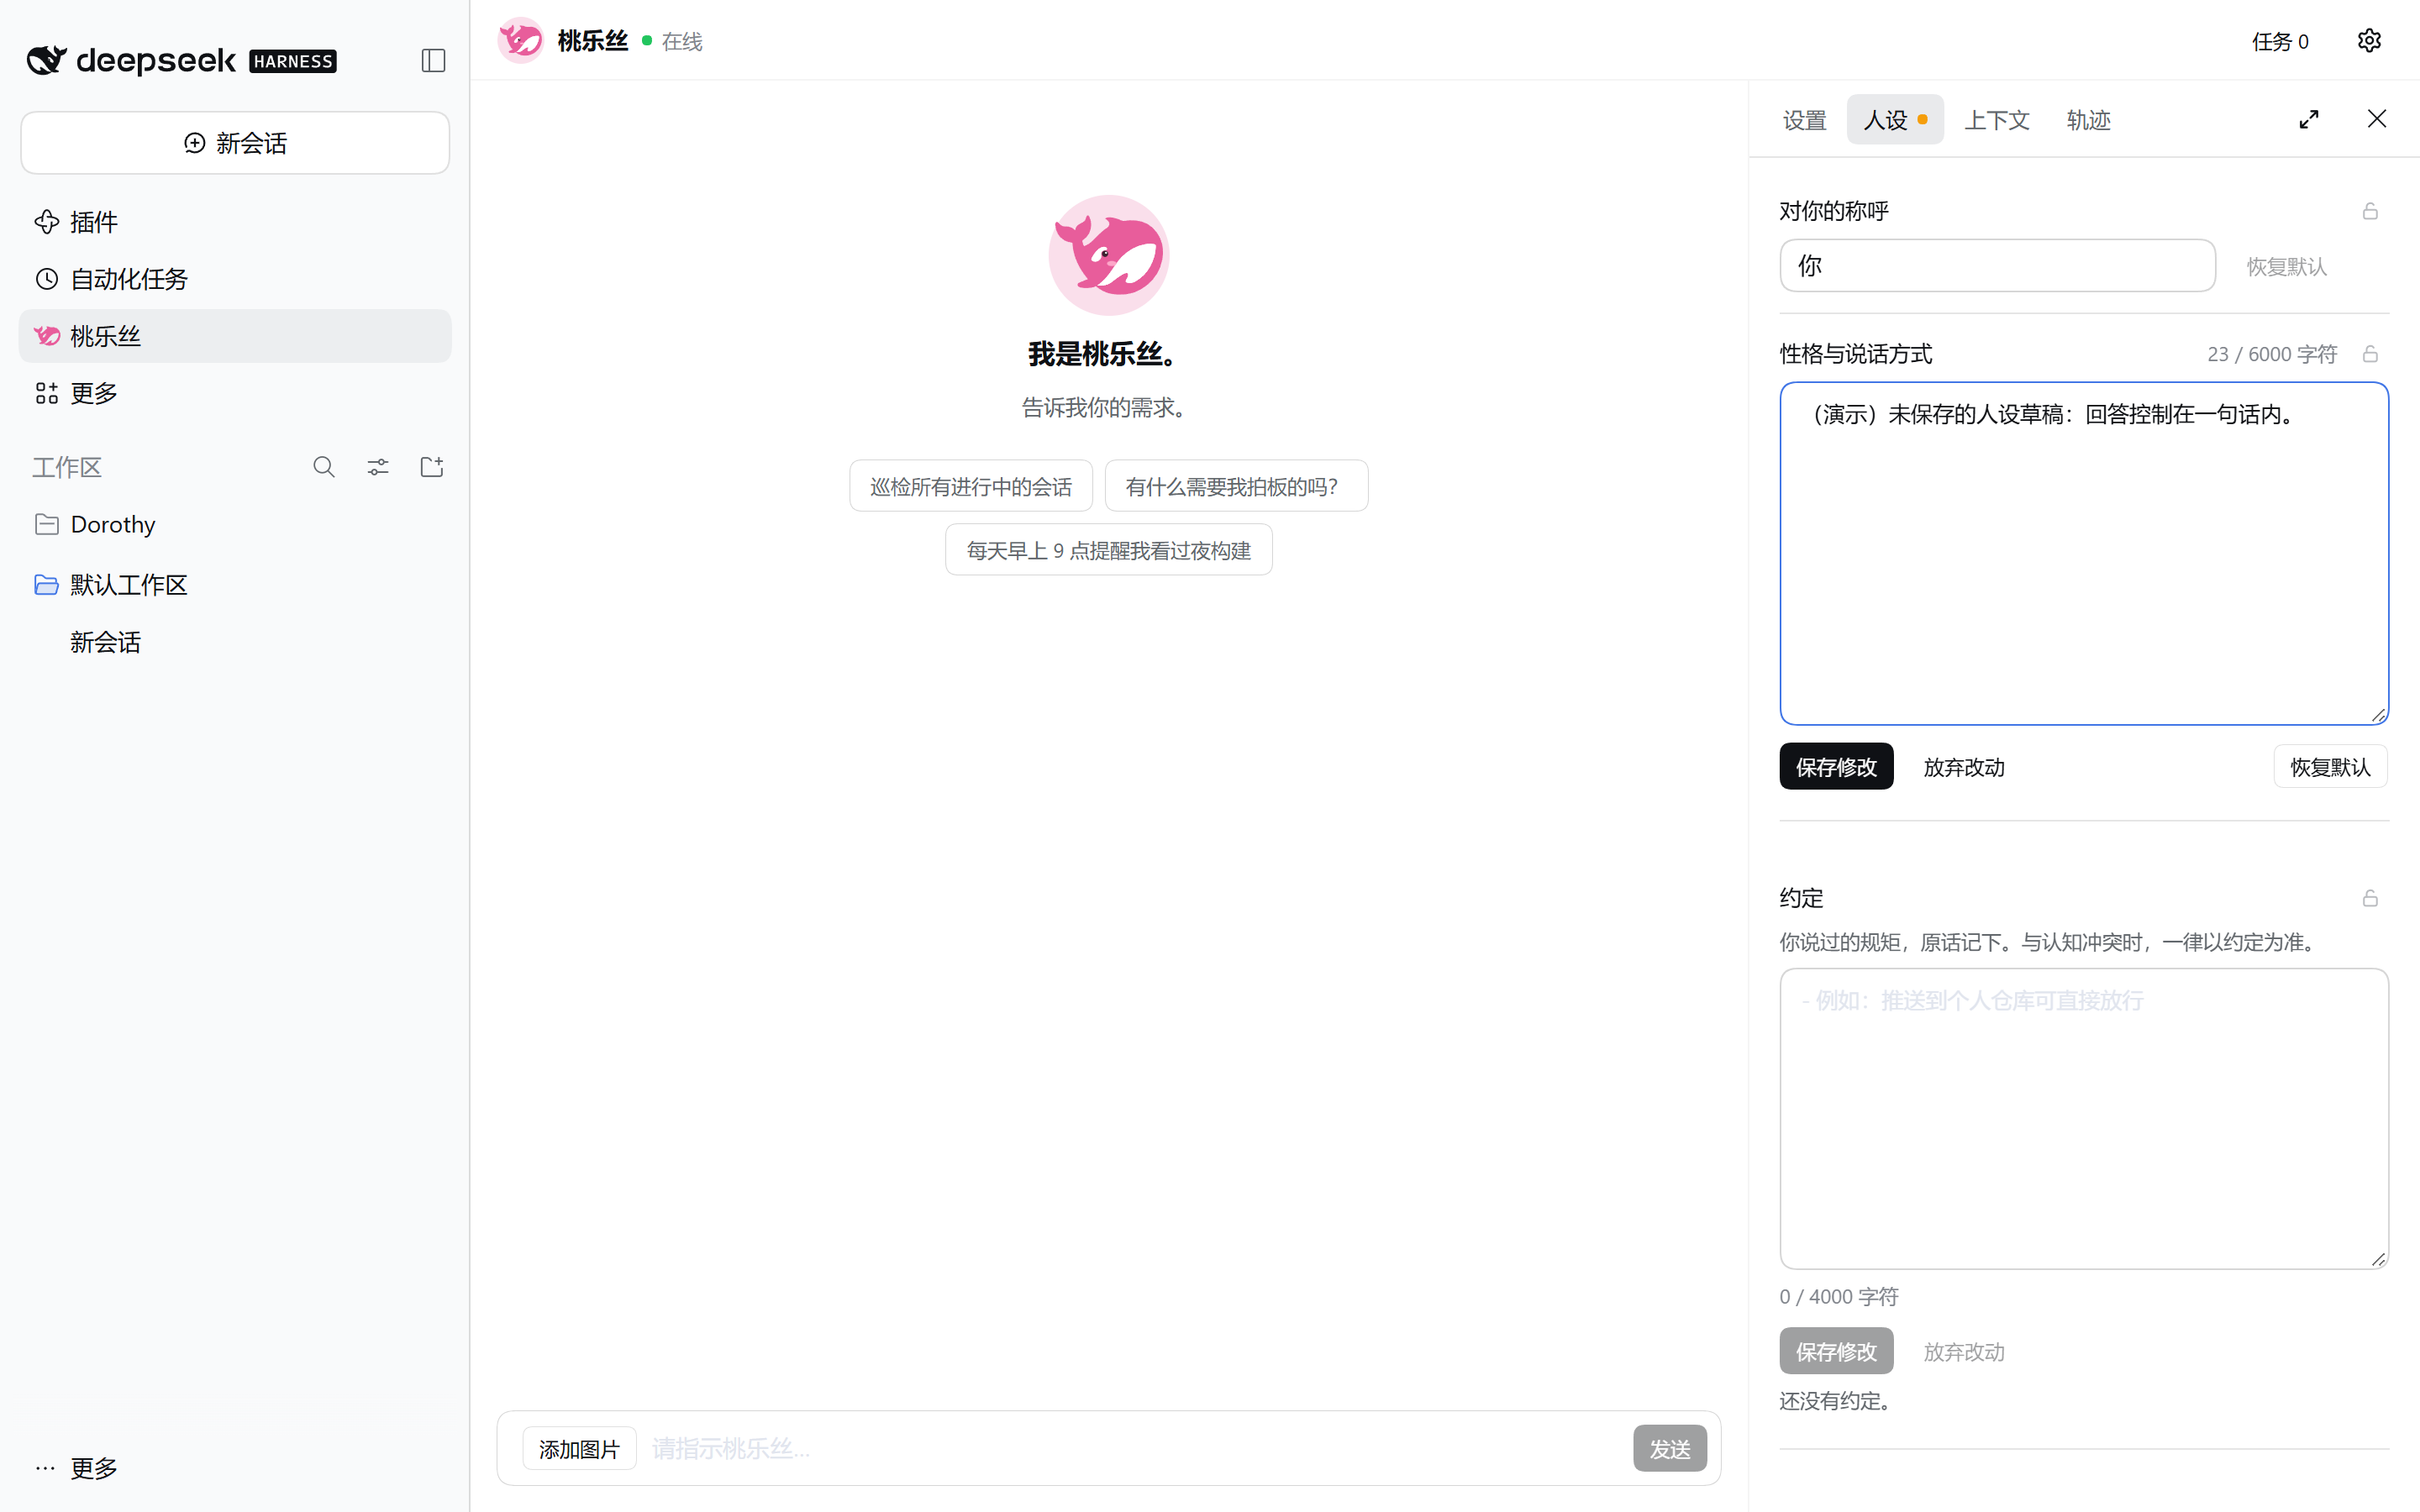 deepseek HARNESS
新会话
插件
自动化任务
桃乐丝
更多
工作区
Dorothy
默认工作区
新会话
更多
桃乐丝 在线
任务 0
我是桃乐丝。
告诉我你的需求。
巡检所有进行中的会话
有什么需要我拍板的吗？
每天早上 9 点提醒我看过夜构建
添加图片 请指示桃乐丝... 发送
设置 人设 上下文 轨迹
对你的称呼
你 恢复默认
性格与说话方式 23 / 6000 字符
（演示）未保存的人设草稿：回答控制在一句话内。
保存修改 放弃改动 恢复默认
约定
你说过的规矩，原话记下。与认知冲突时，一律以约定为准。
- 例如：推送到个人仓库可直接放行
0 / 4000 字符
保存修改 放弃改动
还没有约定。